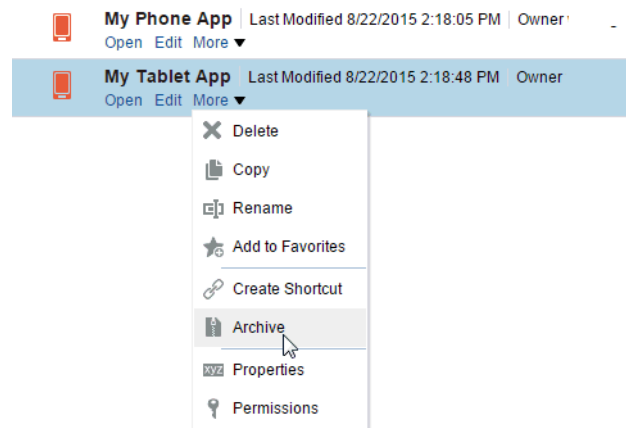 My Phone App Last Modified 8/22/2015 2:18:05 PM Owner
Open Edit More ▼
My Tablet App Last Modified 8/22/2015 2:18:48 PM Owner
Open Edit More ▼
Delete
Copy
Rename
Add to Favorites
Create Shortcut
Archive
xyz Properties
Permissions